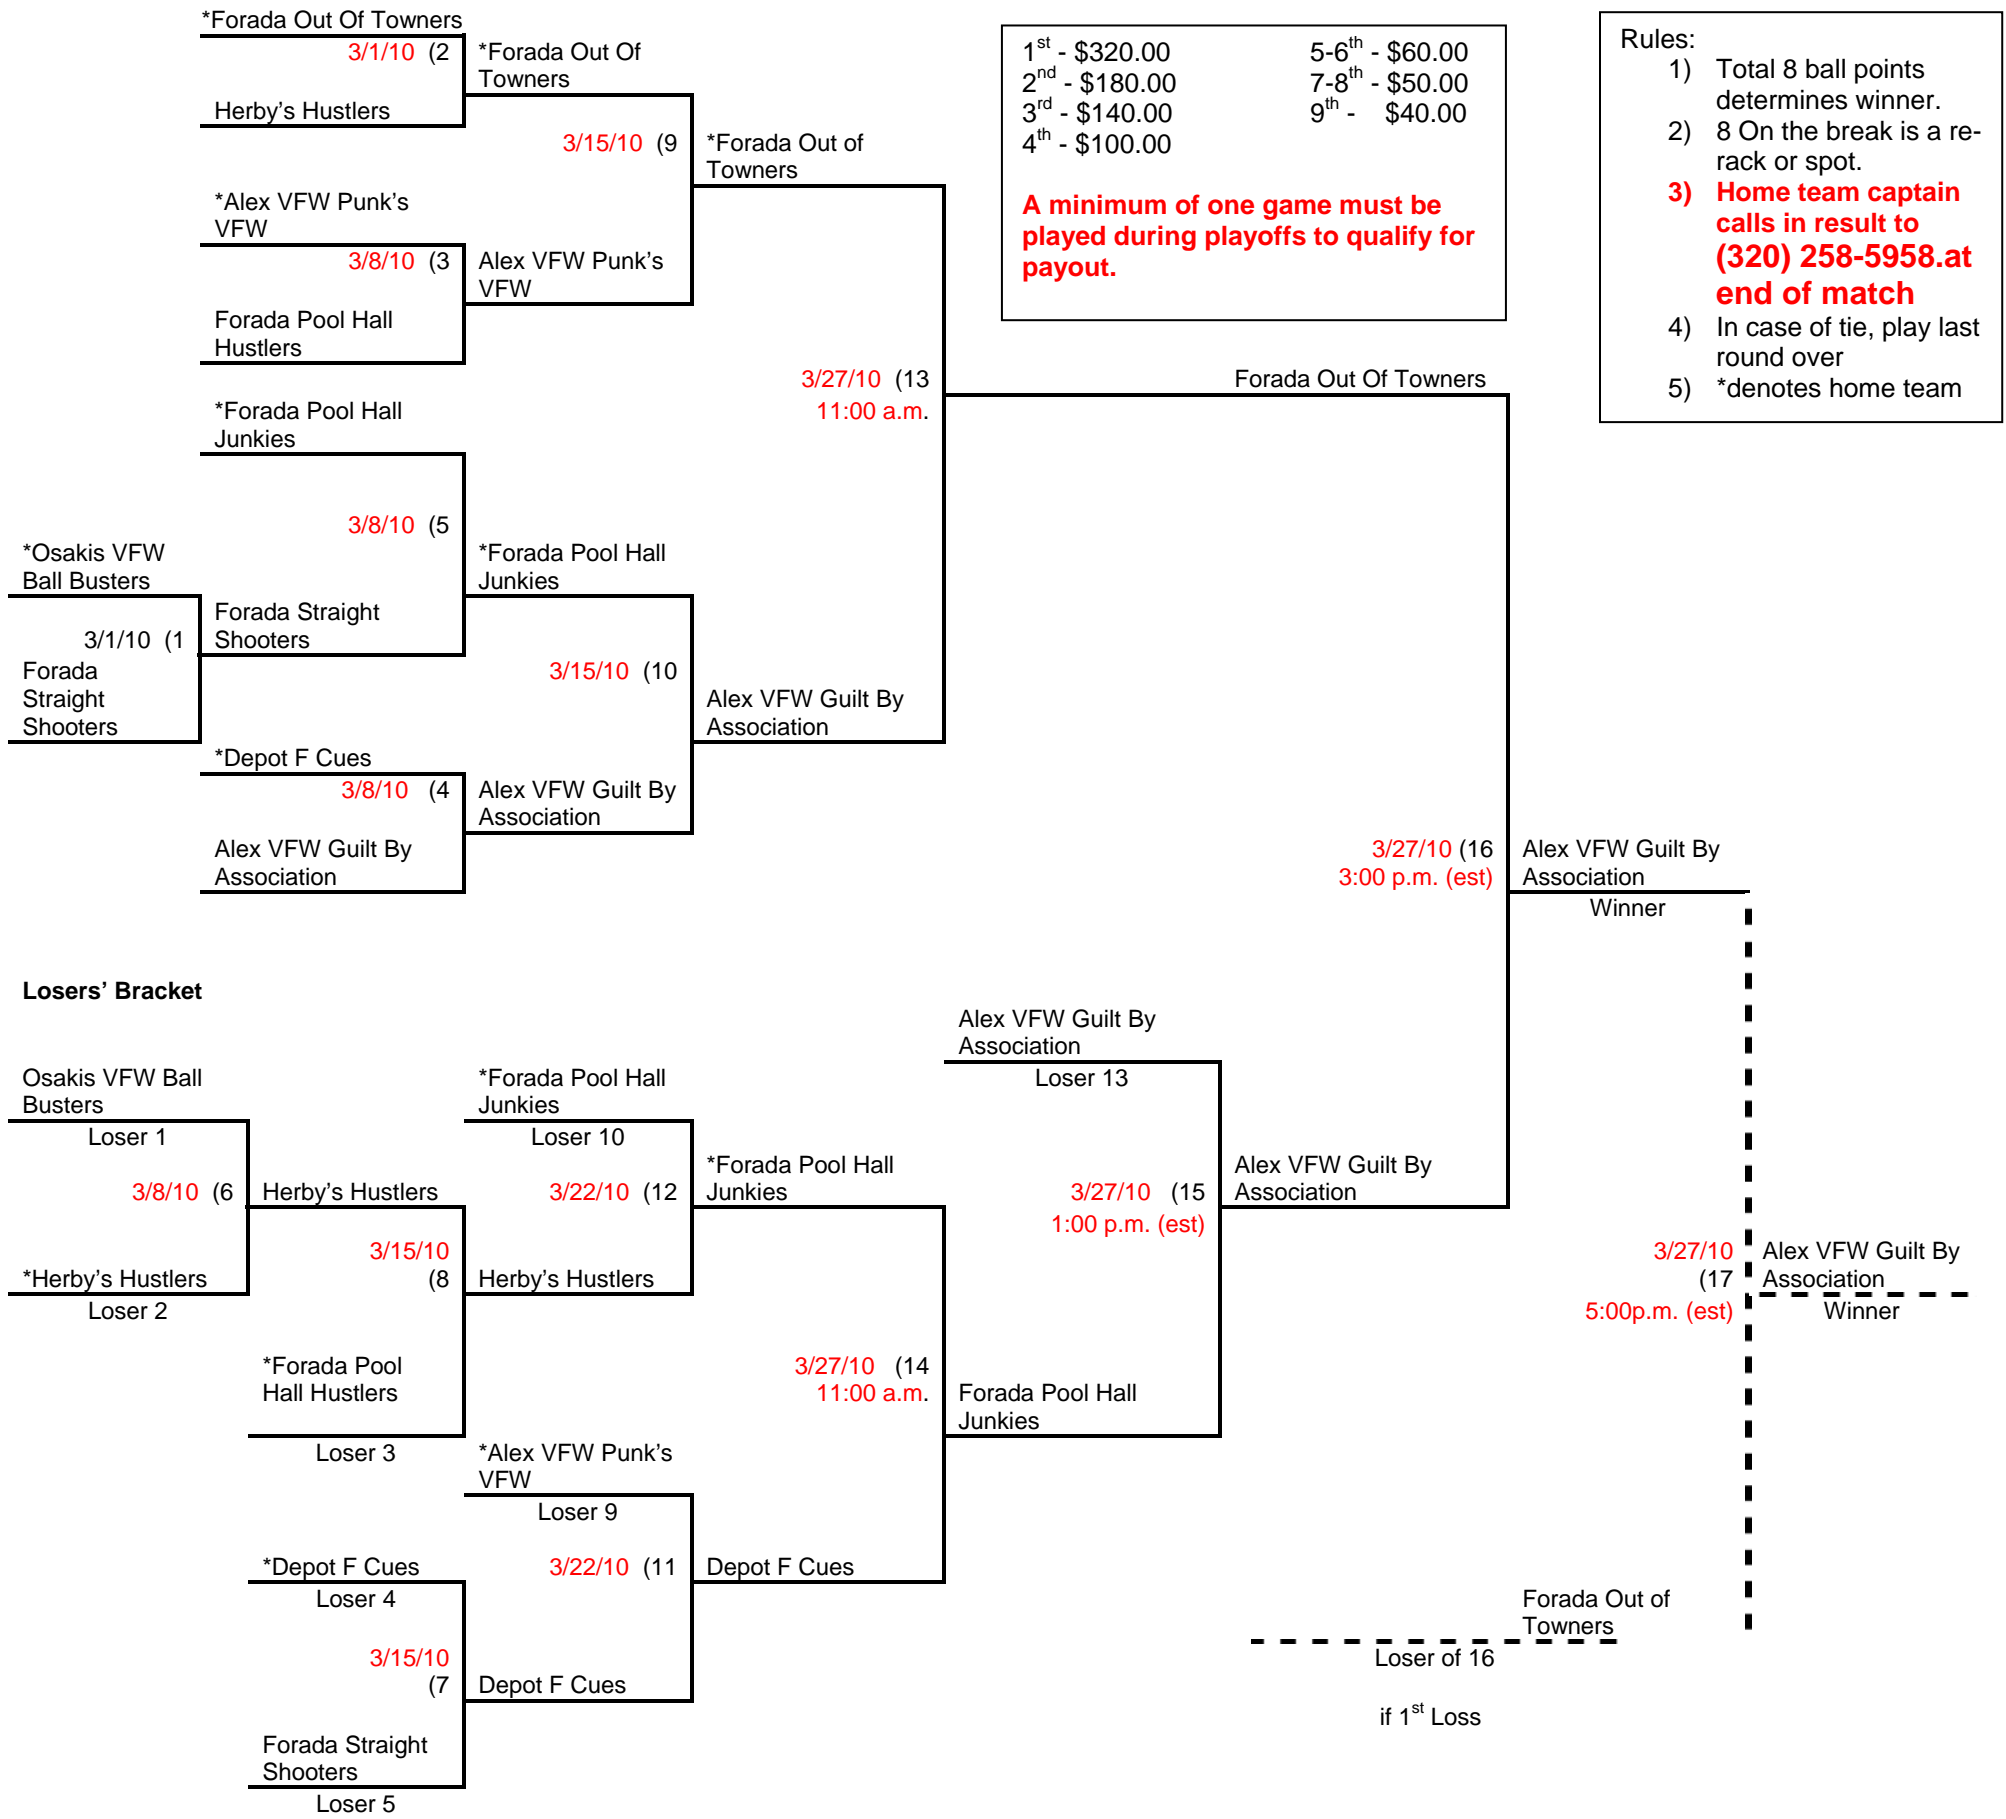 *Forada Out Of Towners
3/1/10 (2
Herby's Hustlers
*Forada Out Of
Towners
3/15/10 (9
*Alex VFW Punk's
VFW
3/8/10 (3
Forada Pool Hall
Hustlers
Alex VFW Punk's
VFW
*Forada Out of
Towners
3/27/10 (13
11:00 a.m.
*Forada Pool Hall
Junkies
3/8/10 (5
*Osakis VFW
Ball Busters
3/1/10 (1
Forada
Straight
Shooters
Forada Straight
Shooters
*Forada Pool Hall
Junkies
3/15/10 (10
*Depot F Cues
3/8/10 (4
Alex VFW Guilt By
Association
Alex VFW Guilt By
Association
Alex VFW Guilt By
Association
Forada Out Of Towners
3/27/10 (16
3:00 p.m. (est)
Alex VFW Guilt By
Association
Winner
1st - $320.00 5-6th - $60.00
2nd - $180.00 7-8th - $50.00
3rd - $140.00 9th - $40.00
4th - $100.00
A minimum of one game must be
played during playoffs to qualify for
payout.
Rules:
1) Total 8 ball points
determines winner.
2) 8 On the break is a re-
rack or spot.
3) Home team captain
calls in result to
(320) 258-5958.at
end of match
4) In case of tie, play last
round over
5) *denotes home team
Losers' Bracket
Osakis VFW Ball
Busters
Loser 1
3/8/10 (6
*Herby's Hustlers
Loser 2
Herby's Hustlers
3/15/10
(8
*Forada Pool
Hall Hustlers
Loser 3
*Forada Pool Hall
Junkies
Loser 10
3/22/10 (12
Herby's Hustlers
*Forada Pool Hall
Junkies
3/27/10 (14
11:00 a.m.
*Alex VFW Punk's
VFW
Loser 9
3/22/10 (11
*Depot F Cues
Loser 4
3/15/10
(7
Forada Straight
Shooters
Loser 5
Depot F Cues
Depot F Cues
Alex VFW Guilt By
Association
Loser 13
3/27/10 (15
1:00 p.m. (est)
Forada Pool Hall
Junkies
Alex VFW Guilt By
Association
3/27/10
(17
5:00p.m. (est)
Alex VFW Guilt By
Association
Winner
Forada Out of
Towners
Loser of 16
if 1st Loss